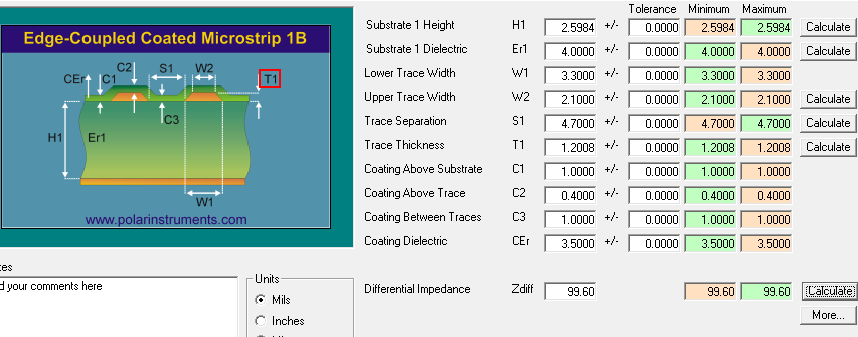 Tolerance Minimum Maximum
Edge-Coupled Coated Microstrip 1B
Substrate 1 Height H1 2.5984 +/- 0.0000 2.5984 2.5984 Calculate
Substrate 1 Dielectric Er1 4.0000 +/- 0.0000 4.0000 4.0000 Calculate
Lower Trace Width W1 3.3000 +/- 0.0000 3.3000 3.3000
Upper Trace Width W2 2.1000 +/- 0.0000 2.1000 2.1000 Calculate
Trace Separation S1 4.7000 +/- 0.0000 4.7000 4.7000 Calculate
Trace Thickness T1 1.2008 +/- 0.0000 1.2008 1.2008 Calculate
Coating Above Substrate C1 1.0000 +/- 0.0000 1.0000 1.0000
Coating Above Trace C2 0.4000 +/- 0.0000 0.4000 0.4000
Coating Between Traces C3 1.0000 +/- 0.0000 1.0000 1.0000
Coating Dielectric CEr 3.5000 +/- 0.0000 3.5000 3.5000
C2 S1 W2
CEr C1 T1
C3
H1 Er1
W1
www.polarinstruments.com
tes
d your comments here
Units
Mils
Inches
Differential Impedance Zdiff 99.60 99.60 99.60 Calculate
More...